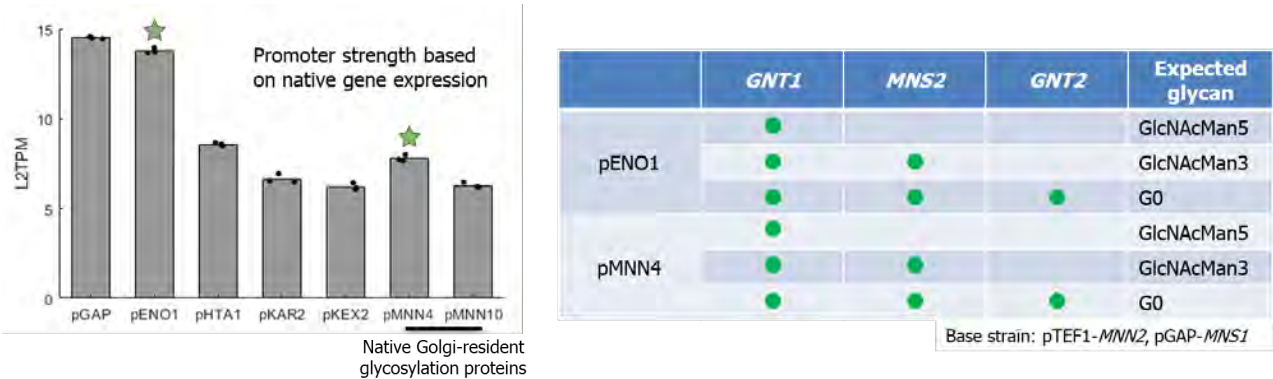 15
10
5
0
L2TPM
Promoter strength based
on native gene expression
pGAP pENO1 pHTA1 pKAR2 pKEX2 pMNN4 pMNN10
Native Golgi-resident
glycosylation proteins
GNT1 MNS2 GNT2 Expected
glycan
pENO1
GlcNAcMan5
GlcNAcMan3
G0
pMNN4
GlcNAcMan5
GlcNAcMan3
G0
Base strain: pTEF1-MNN2, pGAP-MNS1